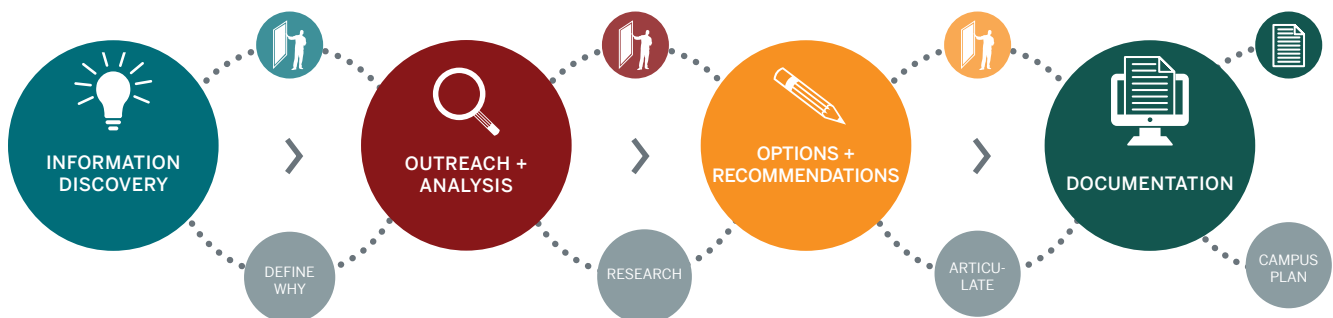 INFORMATION
DISCOVERY
DEFINE
WHY
OUTREACH +
ANALYSIS
RESEARCH
OPTIONS +
RECOMMENDATIONS
ARTICU-
LATE
DOCUMENTATION
CAMPUS
PLAN